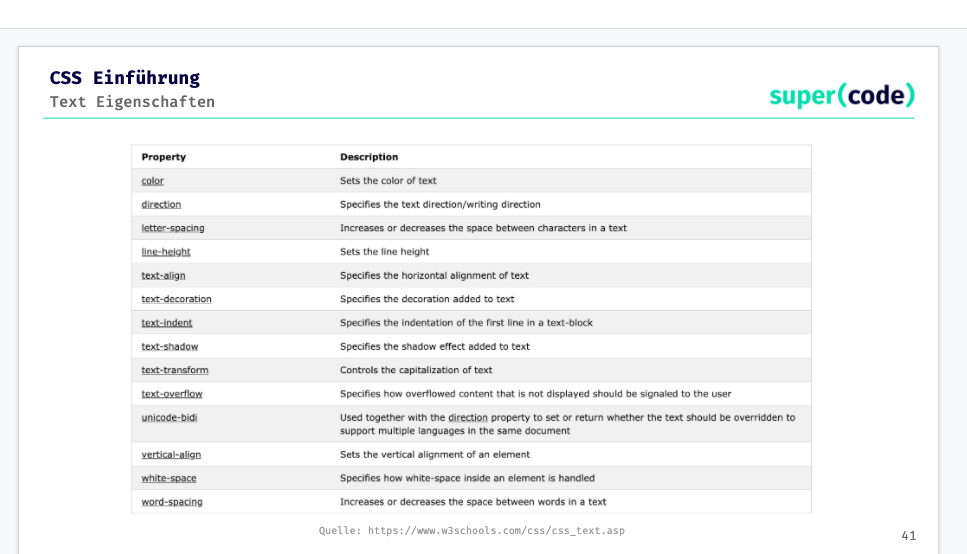 CSS Einführung
Text Eigenschaften
super(code)
Property Description
color Sets the color of text
direction Specifies the text direction/writing direction
letter-spacing Increases or decreases the space between characters in a text
line-height Sets the line height
text-align Specifies the horizontal alignment of text
text-decoration Specifies the decoration added to text
text-indent Specifies the indentation of the first line in a text-block
text-shadow Specifies the shadow effect added to text
text-transform Controls the capitalization of text
text-overflow Specifies how overflowed content that is not displayed should be signaled to the user
unicode-bidi Used together with the direction property to set or return whether the text should be overridden to
support multiple languages in the same document
vertical-align Sets the vertical alignment of an element
white-space Specifies how white-space inside an element is handled
word-spacing Increases or decreases the space between words in a text
Quelle: https://www.w3schools.com/css/css_text.asp
41